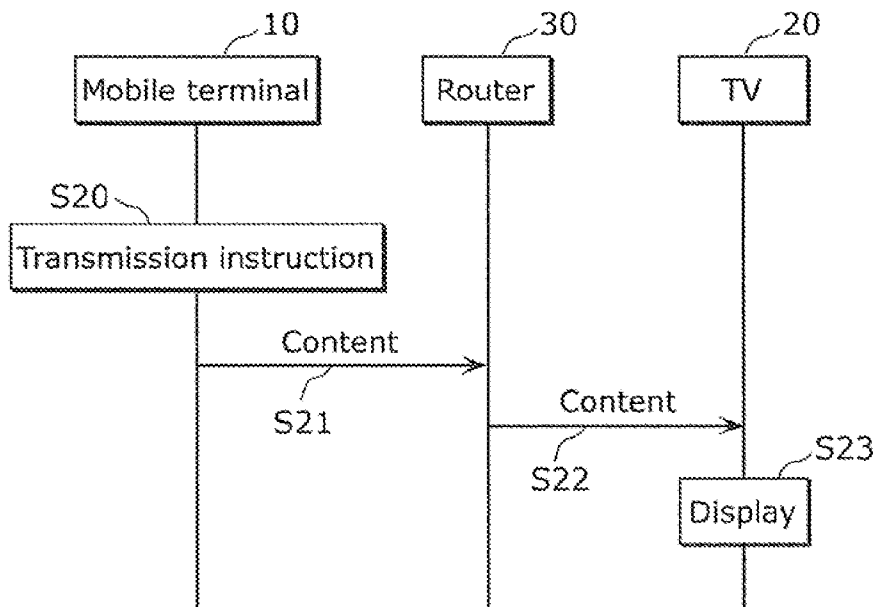 10
30
20
Mobile terminal
Router
TV
S20
Transmission instruction
Content
S21
Content
S22
S23
Display